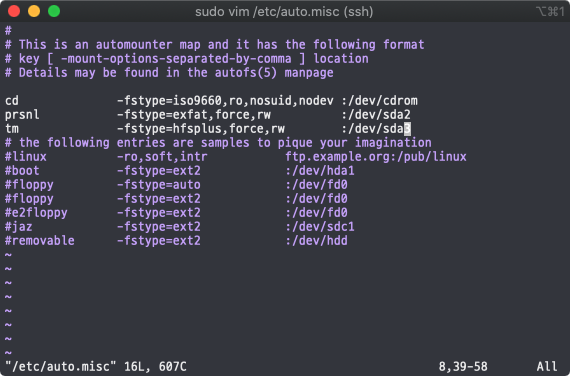 sudo vim /etc/auto.misc (ssh)
⌥⌘1
#
# This is an automounter map and it has the following format
# key [ -mount-options-separated-by-comma ] location
# Details may be found in the autofs(5) manpage

cd              -fstype=iso9660,ro,nosuid,nodev :/dev/cdrom
prsnl           -fstype=exfat,force,rw          :/dev/sda2
tm              -fstype=hfsplus,force,rw        :/dev/sda3
# the following entries are samples to pique your imagination
#linux          -ro,soft,intr           ftp.example.org:/pub/linux
#boot           -fstype=ext2            :/dev/hda1
#floppy         -fstype=auto            :/dev/fd0
#floppy         -fstype=ext2            :/dev/fd0
#e2floppy       -fstype=ext2            :/dev/fd0
#jaz            -fstype=ext2            :/dev/sdc1
#removable      -fstype=ext2            :/dev/hdd
~
~
~
~
~
~
~
~
"/etc/auto.misc" 16L, 607C                                    8,39-58       All